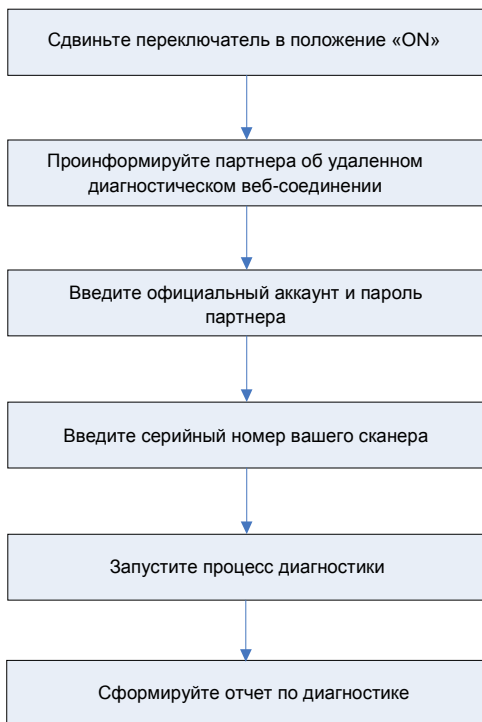 Сдвиньте переключатель в положение «ON»
Проинформируйте партнера об удаленном
диагностическом веб-соединении
Введите официальный аккаунт и пароль
партнера
Введите серийный номер вашего сканера
Запустите процесс диагностики
Сформируйте отчет по диагностике